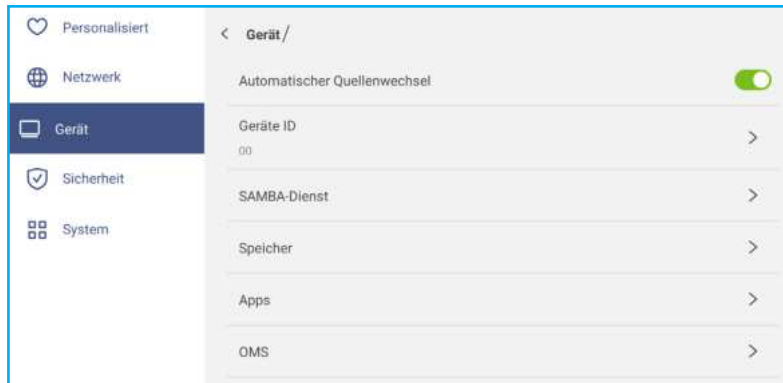 Personalisiert
Netzwerk
Gerät
Sicherheit
System
Gerät/
Automatischer Quellenwechsel
Geräte ID
00
SAMBA-Dienst
Speicher
Apps
OMS